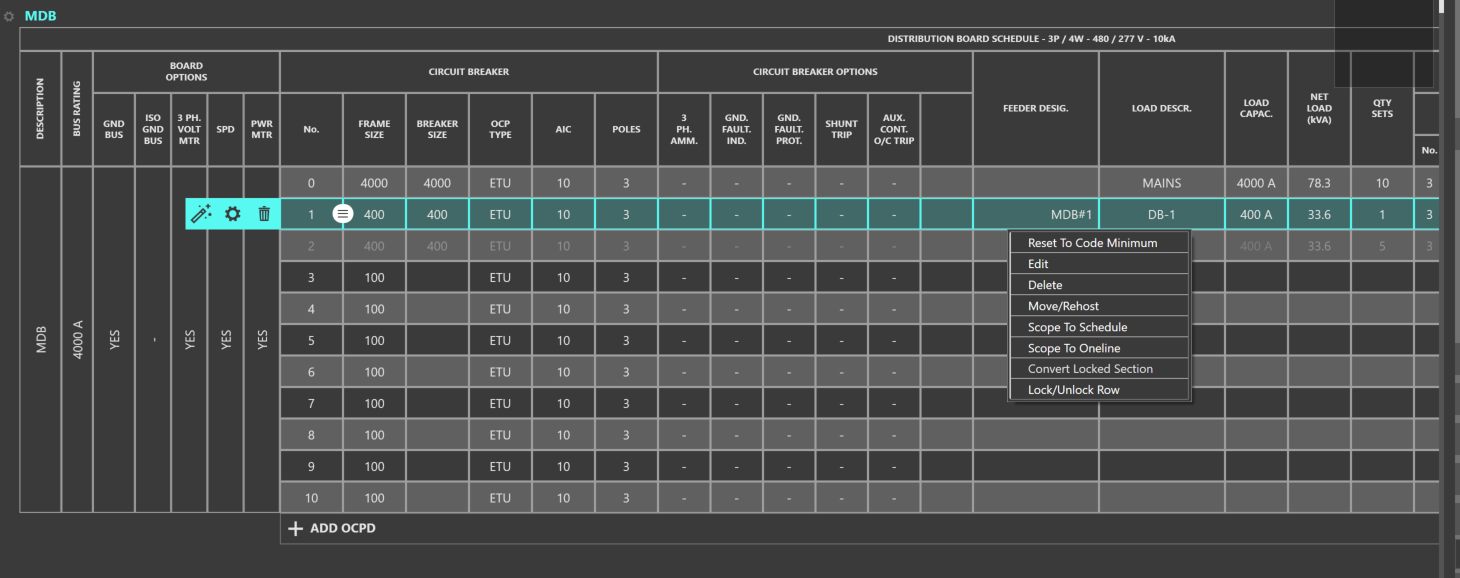 MDB
DISTRIBUTION BOARD SCHEDULE - 3P / 4W - 480 / 277 V - 10kA
DESCRIPTION
BUS RATING
BOARD
OPTIONS
CIRCUIT BREAKER
CIRCUIT BREAKER OPTIONS
FEEDER DESIG.
LOAD DESCR.
LOAD
CAPAC.
NET
LOAD
(kVA)
QTY
SETS
GND
BUS
ISO
GND
BUS
3 PH.
VOLT
MTR
SPD
PWR
MTR
No.
FRAME
SIZE
BREAKER
SIZE
OCP
TYPE
AIC
POLES
3
PH.
AMM.
GND.
FAULT.
IND.
GND.
FAULT.
PROT.
SHUNT
TRIP
AUX.
CONT.
O/C TRIP
No.
MDB
4000 A
YES
-
YES
YES
YES
0 4000 4000 ETU 10 3 - - - - - MAINS 4000 A 78.3 10 3
1 400 400 ETU 10 3 - - - - - MDB#1 DB-1 400 A 33.6 1 3
2 400 400 ETU 10 3 - - - - - 400 A 33.6 5 3
3 100 ETU 10 3 - - - - -
4 100 ETU 10 3 - - - - -
5 100 ETU 10 3 - - - - -
6 100 ETU 10 3 - - - - -
7 100 ETU 10 3 - - - - -
8 100 ETU 10 3 - - - - -
9 100 ETU 10 3 - - - - -
10 100 ETU 10 3 - - - - -
Reset To Code Minimum
Edit
Delete
Move/Rehost
Scope To Schedule
Scope To Oneline
Convert Locked Section
Lock/Unlock Row
ADD OCPD